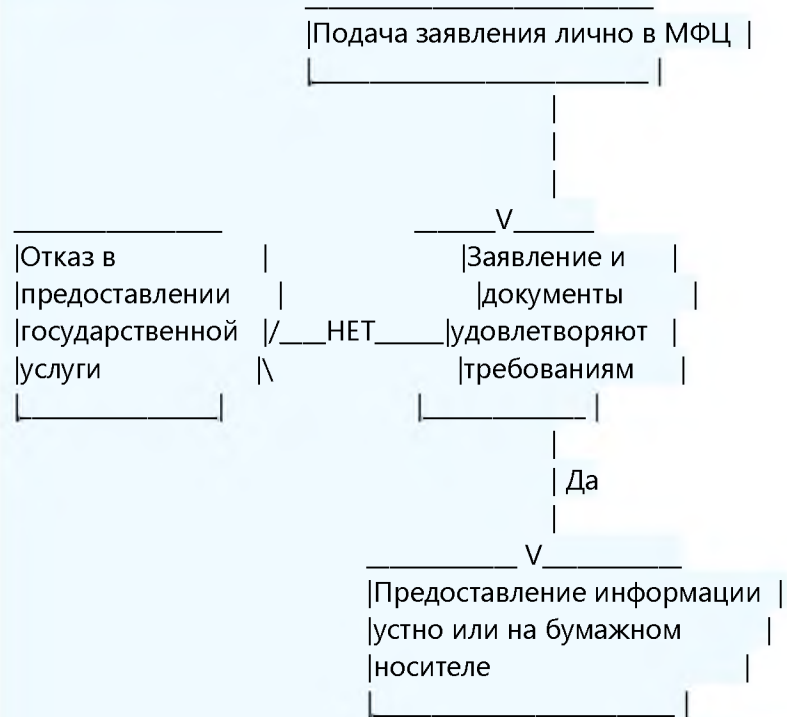 Подача заявления лично в МФЦ
V
Отказ в
предоставлении
государственной
услуги
НЕТ
Заявление и
документы
удовлетворяют
требованиям
Да
V
Предоставление информации
устно или на бумажном
носителе